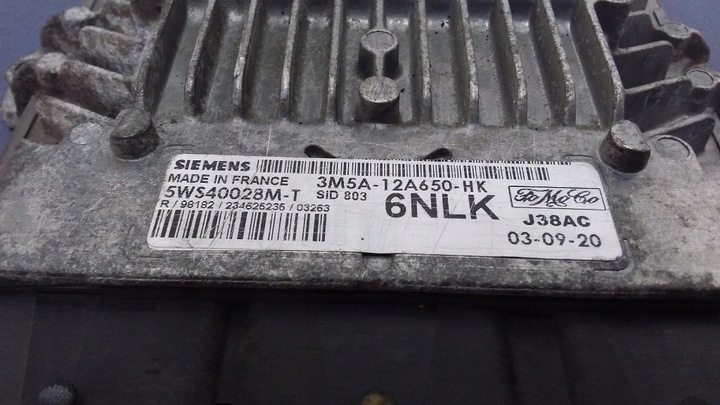 SIEMENS
MADE IN FRANCE 3M5A-12A650-HK
5WS40028M-T SID 803 6NLK FoMoCo
R / 98182 / 234625235 / 03263 J38AC
03-09-20